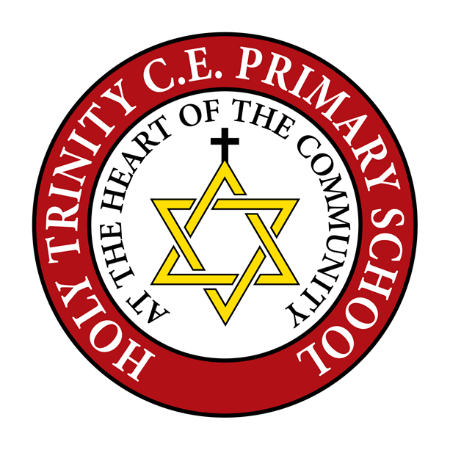 HOLY TRINITY C.E. PRIMARY SCHOOL
AT THE HEART OF THE COMMUNITY